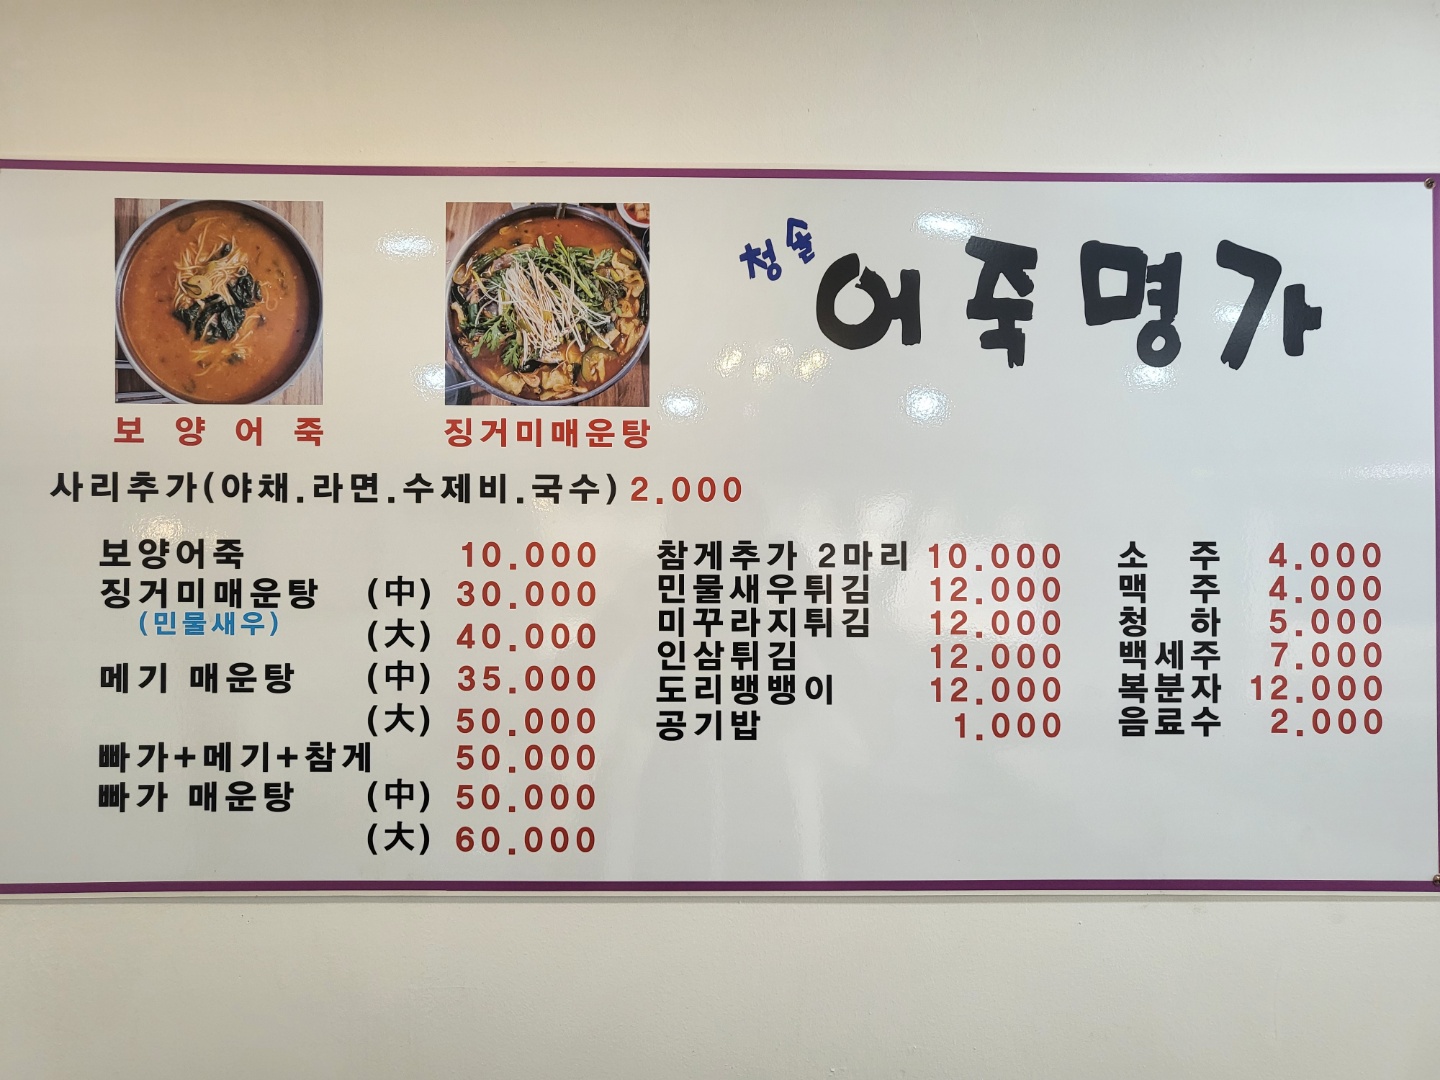 청솔 어죽명가
보양어죽
징거미매운탕
사리추가(야채.라면.수제비.국수) 2.000
보양어죽 10.000
징거미매운탕 (中) 30.000
(민물새우)
(大) 40.000
메기 매운탕 (中) 35.000
(大) 50.000
빠가+메기+참게 50.000
빠가 매운탕 (中) 50.000
(大) 60.000
참게추가 2마리 10.000
민물새우튀김 12.000
미꾸라지튀김 12.000
인삼튀김 12.000
도리뱅뱅이 12.000
공기밥 1.000
소주 4.000
맥주 4.000
청하 5.000
백세주 7.000
복분자 12.000
음료수 2.000